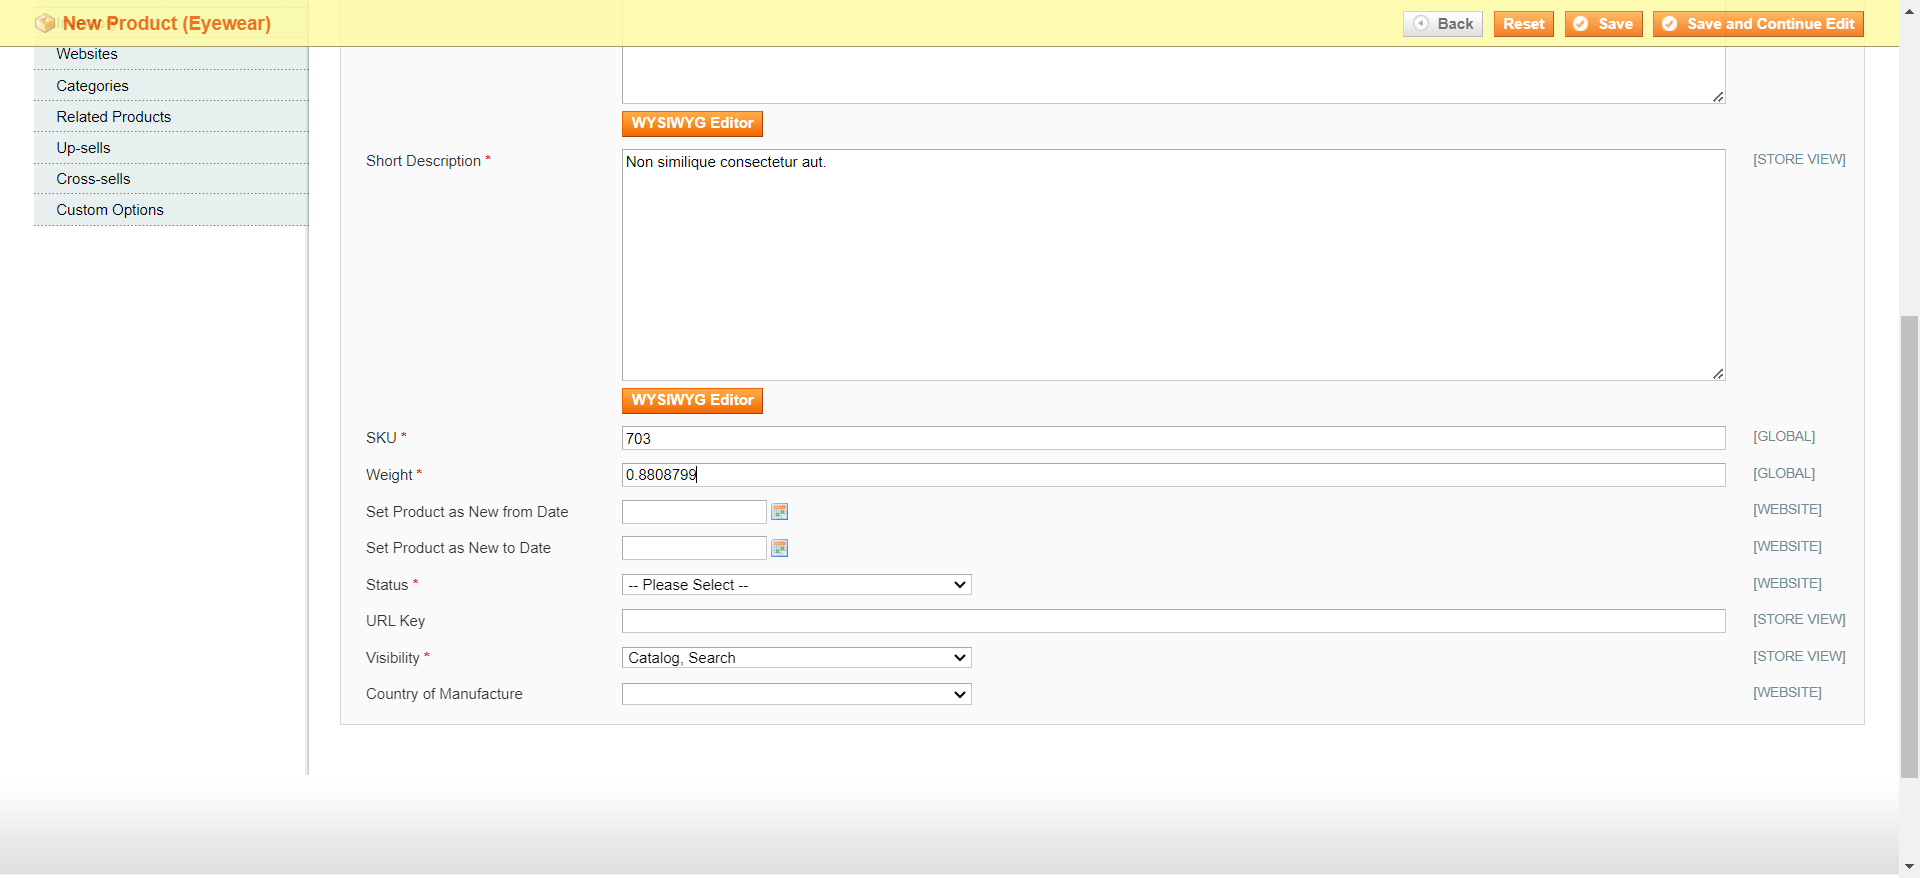 New Product (Eyewear)
Back
Reset
Save
Save and Continue Edit
Websites
Categories
Related Products
Up-sells
Cross-sells
Custom Options
WYSIWYG Editor
Short Description *
Non similique consectetur aut.
[STORE VIEW]
WYSIWYG Editor
SKU *
703
[GLOBAL]
Weight *
0.8808799
[GLOBAL]
Set Product as New from Date
[WEBSITE]
Set Product as New to Date
[WEBSITE]
Status *
-- Please Select --
[WEBSITE]
URL Key
[STORE VIEW]
Visibility *
Catalog, Search
[STORE VIEW]
Country of Manufacture
[WEBSITE]